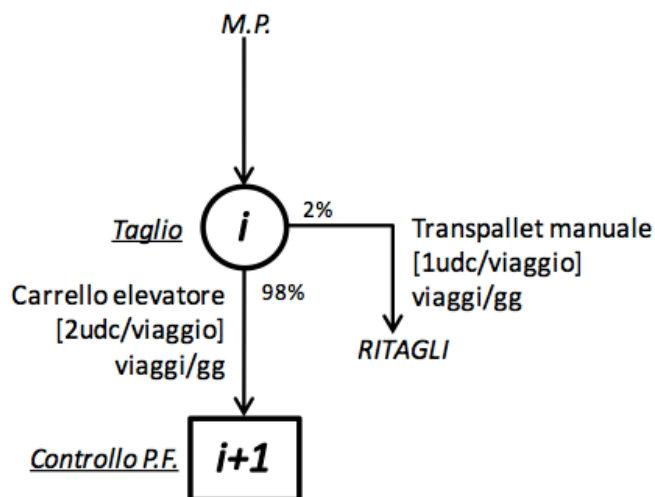 M.P.
Taglio
i
2%
Transpallet manuale
[1udc/viaggio]
viaggi/gg
Carrello elevatore
98%
[2udc/viaggio]
viaggi/gg
RITAGLI
Controllo P.F.
i+1